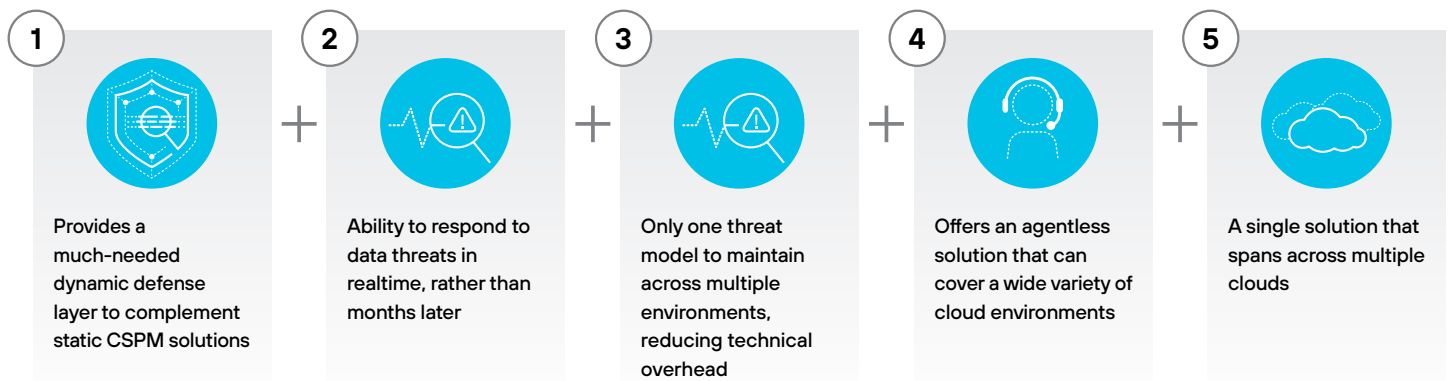 1
Provides a
much-needed
dynamic defense
layer to complement
static CSPM solutions
2
Ability to respond to
data threats in
realtime, rather than
months later
3
Only one threat
model to maintain
across multiple
environments,
reducing technical
overhead
4
Offers an agentless
solution that can
cover a wide variety of
cloud environments
5
A single solution that
spans across multiple
clouds